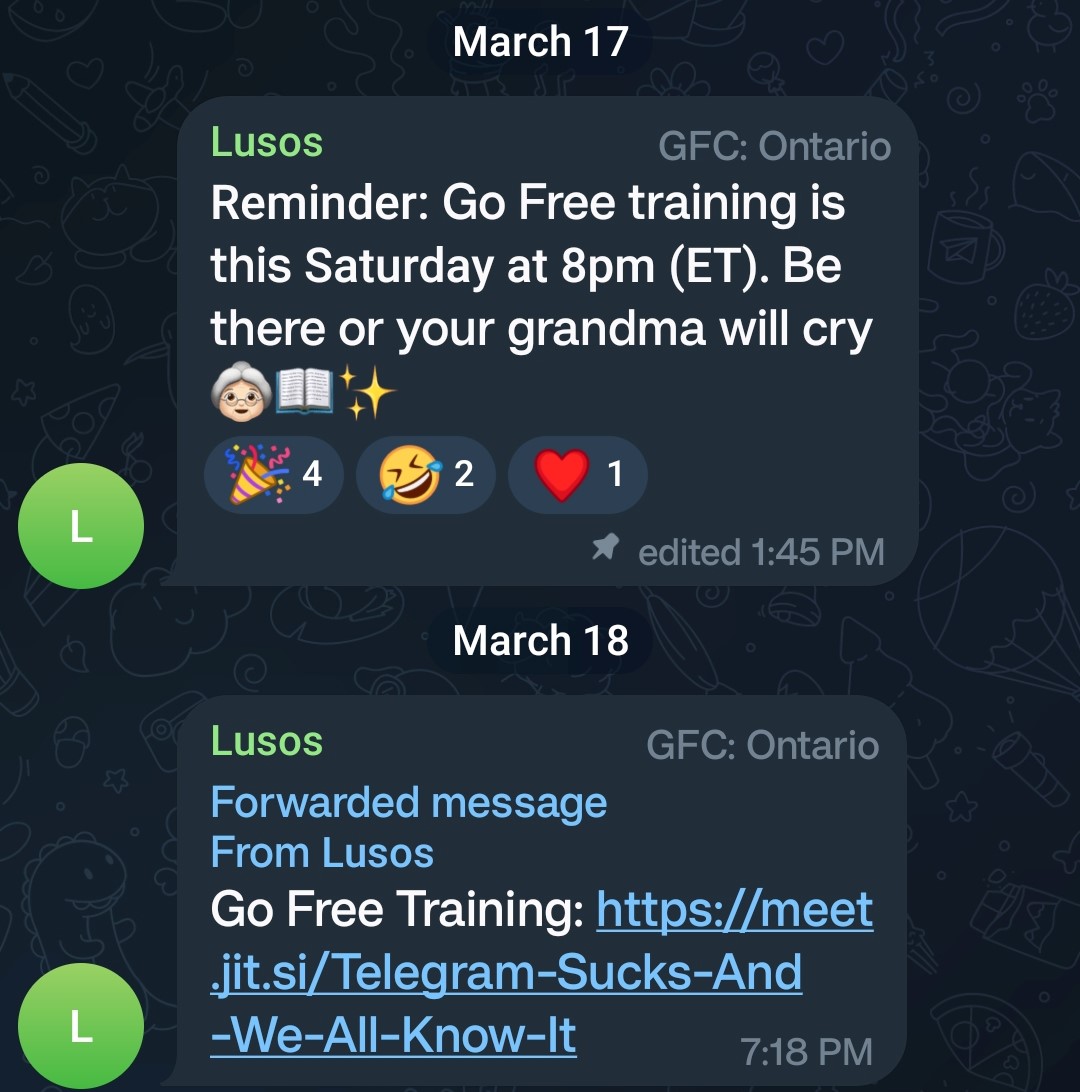 March 17
Lusos GFC: Ontario
Reminder: Go Free training is
this Saturday at 8pm (ET). Be
there or your grandma will cry
👵🏻📖✨
🎉 4 🤣 2 ❤️ 1
edited 1:45 PM
L
March 18
Lusos GFC: Ontario
Forwarded message
From Lusos
Go Free Training: https://meet
.jit.si/Telegram-Sucks-And
-We-All-Know-It
7:18 PM
L